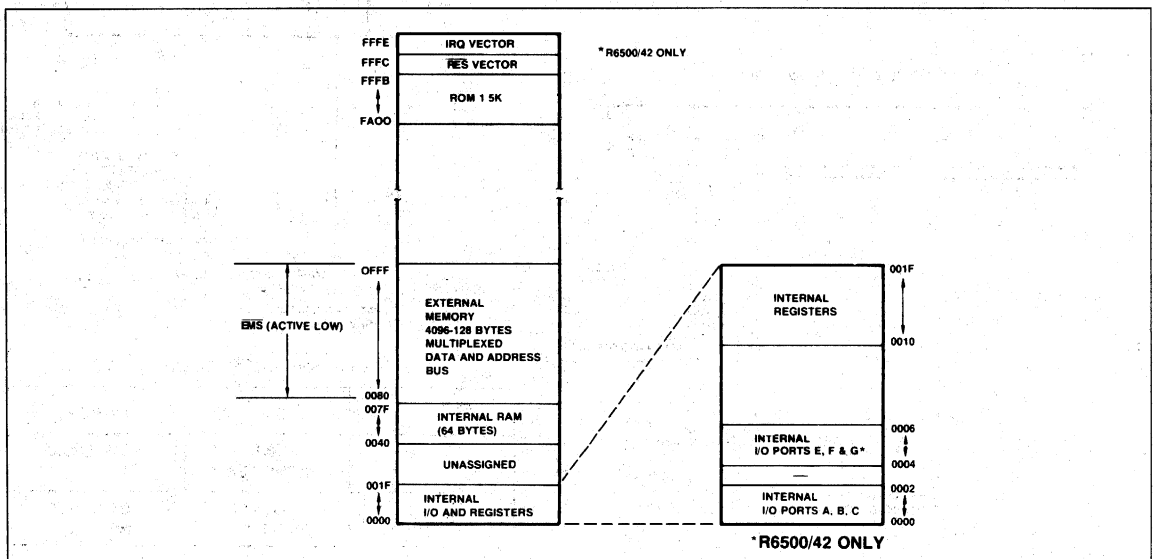 FFFE
IRQ VECTOR
*R6500/42 ONLY
FFFC
RES VECTOR
FFFB
ROM 1 5K
FA00
0FFF
EMS (ACTIVE LOW)
EXTERNAL
MEMORY
4096-128 BYTES
MULTIPLEXED
DATA AND ADDRESS
BUS
0080
007F
INTERNAL RAM
(64 BYTES)
0040
UNASSIGNED
001F
INTERNAL
I/O AND REGISTERS
0000
001F
INTERNAL
REGISTERS
0010
0006
INTERNAL
I/O PORTS E, F & G*
0004
—
0002
INTERNAL
I/O PORTS A, B, C
0000
*R6500/42 ONLY